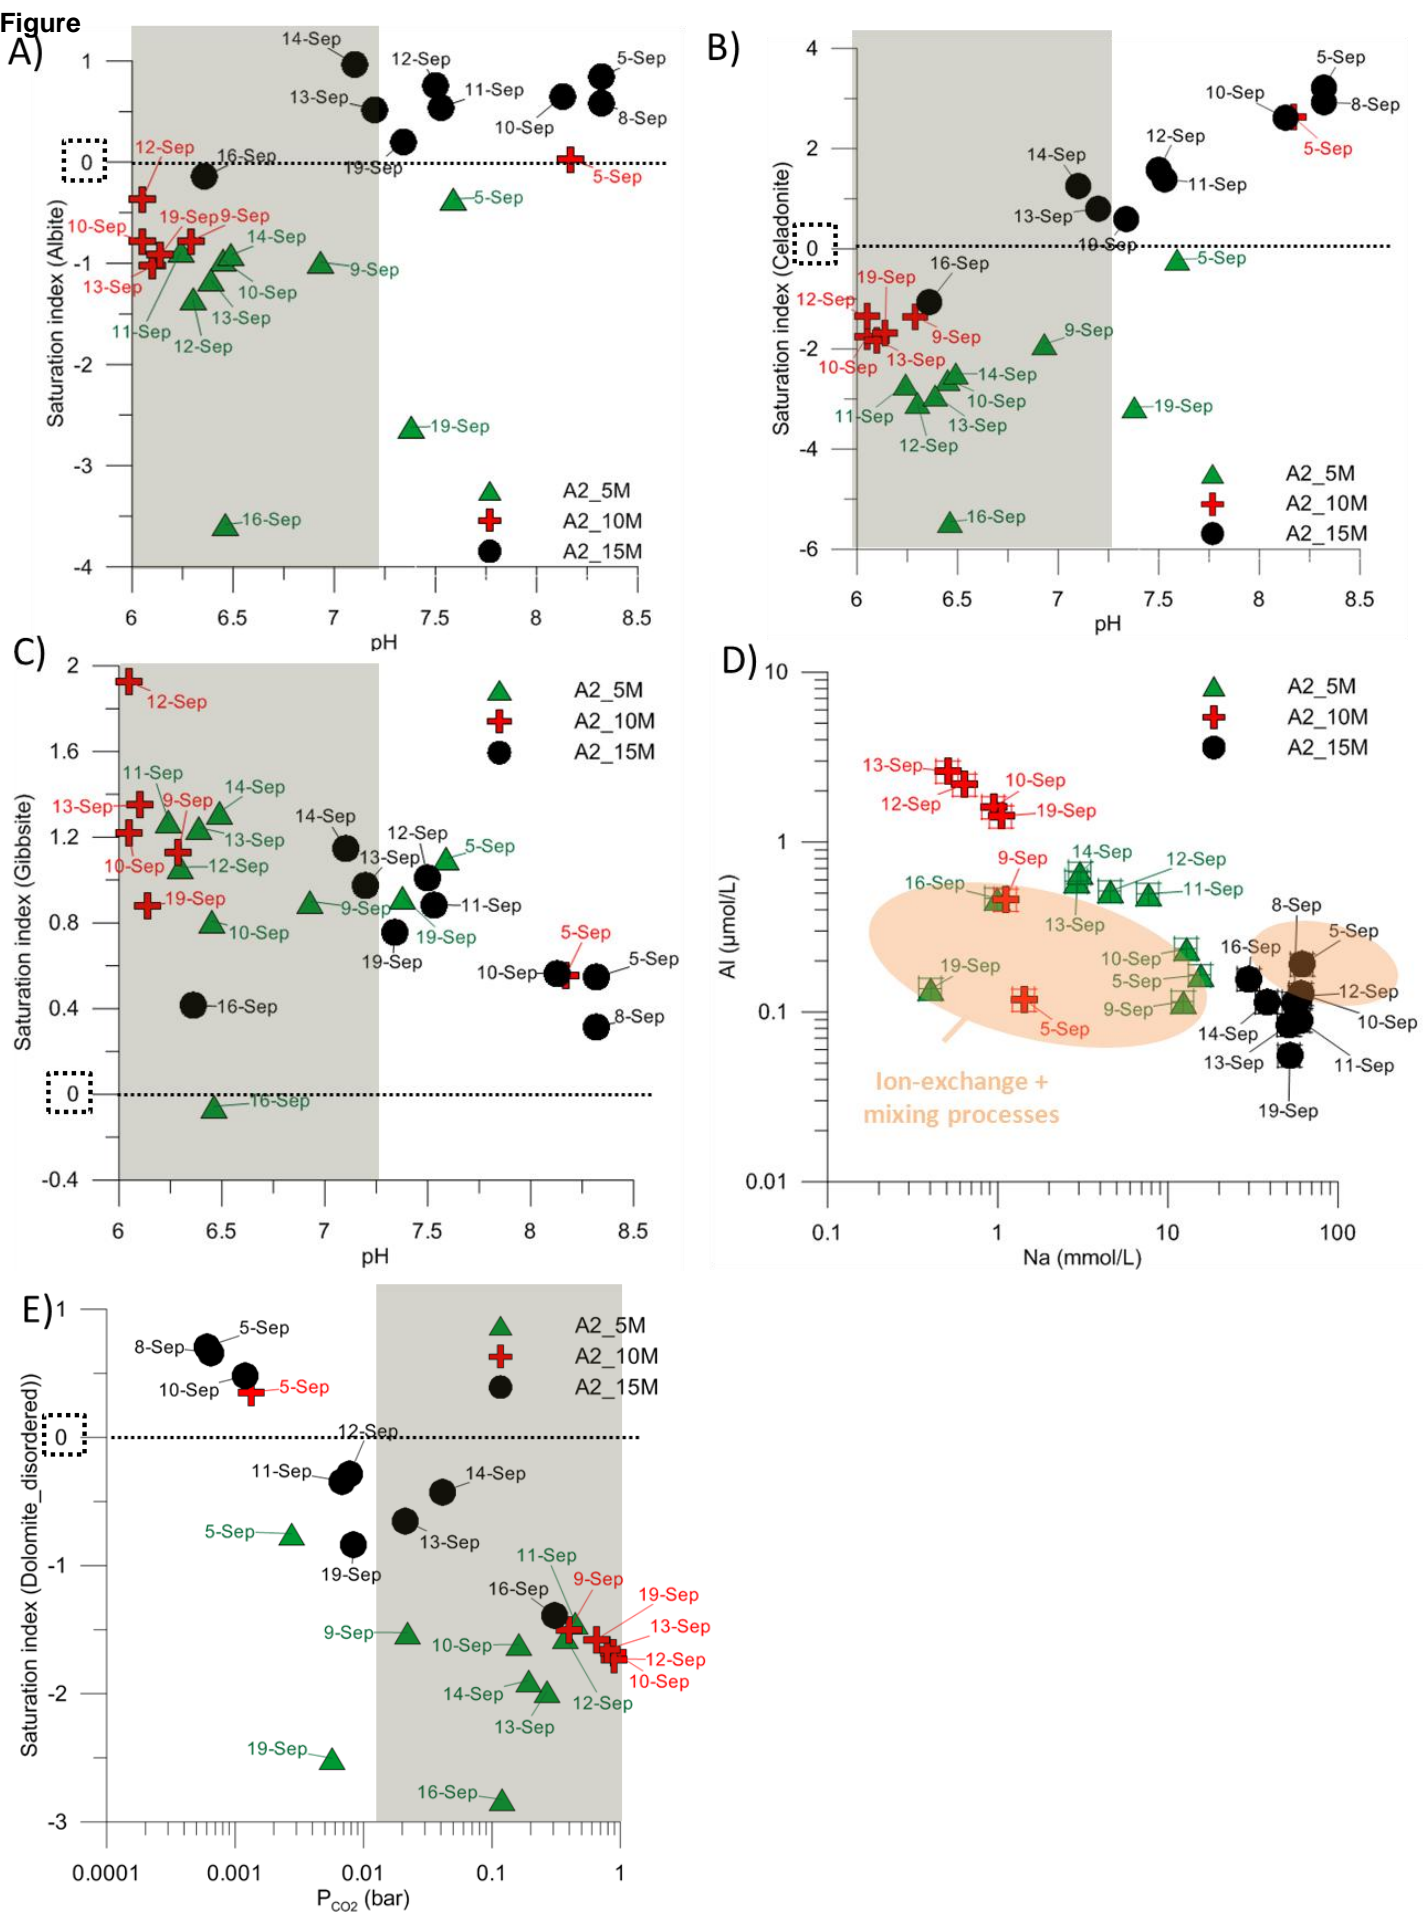 Figure
A)
14-Sep
12-Sep
5-Sep
1
13-Sep
11-Sep
10-Sep
8-Sep
12-Sep
16-Sep
19-Sep
0
5-Sep
10-Sep
19-Sep
9-Sep
5-Sep
14-Sep
-1
9-Sep
13-Sep
10-Sep
11-Sep
13-Sep
12-Sep
-2
19-Sep
-3
16-Sep
A2_5M
A2_10M
A2_15M
-4
6
6.5
7
7.5
8
8.5
pH
Saturation index (Albite)
B)
4
5-Sep
10-Sep
8-Sep
2
12-Sep
5-Sep
14-Sep
11-Sep
13-Sep
19-Sep
0
16-Sep
5-Sep
19-Sep
12-Sep
9-Sep
9-Sep
-2
10-Sep
13-Sep
14-Sep
10-Sep
19-Sep
11-Sep
13-Sep
12-Sep
-4
A2_5M
A2_10M
A2_15M
16-Sep
-6
6
6.5
7
7.5
8
8.5
pH
Saturation index (Celadonite)
C)
2
12-Sep
A2_5M
A2_10M
A2_15M
1.6
11-Sep
14-Sep
13-Sep
9-Sep
14-Sep
1.2
13-Sep
12-Sep
5-Sep
10-Sep
12-Sep
13-Sep
19-Sep
9-Sep
11-Sep
0.8
10-Sep
19-Sep
19-Sep
5-Sep
10-Sep
5-Sep
0.4
16-Sep
8-Sep
0
16-Sep
-0.4
6
6.5
7
7.5
8
8.5
pH
Saturation index (Gibbsite)
D)
10
A2_5M
A2_10M
A2_15M
13-Sep
10-Sep
12-Sep
19-Sep
1
9-Sep
14-Sep
12-Sep
16-Sep
11-Sep
8-Sep
13-Sep
5-Sep
16-Sep
10-Sep
19-Sep
5-Sep
12-Sep
0.1
9-Sep
10-Sep
5-Sep
14-Sep
13-Sep
11-Sep
Ion-exchange +
mixing processes
19-Sep
0.01
0.1
1
10
100
Na (mmol/L)
Al (µmol/L)
E)
1
A2_5M
A2_10M
A2_15M
5-Sep
8-Sep
10-Sep
5-Sep
0
12-Sep
11-Sep
14-Sep
5-Sep
13-Sep
-1
19-Sep
11-Sep
16-Sep
9-Sep
19-Sep
9-Sep
10-Sep
13-Sep
12-Sep
10-Sep
-2
14-Sep
12-Sep
13-Sep
19-Sep
16-Sep
-3
0.0001
0.001
0.01
0.1
1
PCO2 (bar)
Saturation index (Dolomite_disordered))